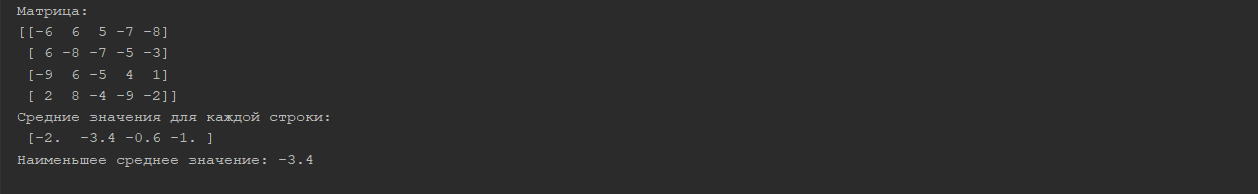 Матрица:
[[-6  6  5 -7 -8]
 [ 6 -8 -7 -5 -3]
 [-9  6 -5  4  1]
 [ 2  8 -4 -9 -2]]
Средние значения для каждой строки:
 [-2.  -3.4 -0.6 -1. ]
Наименьшее среднее значение: -3.4